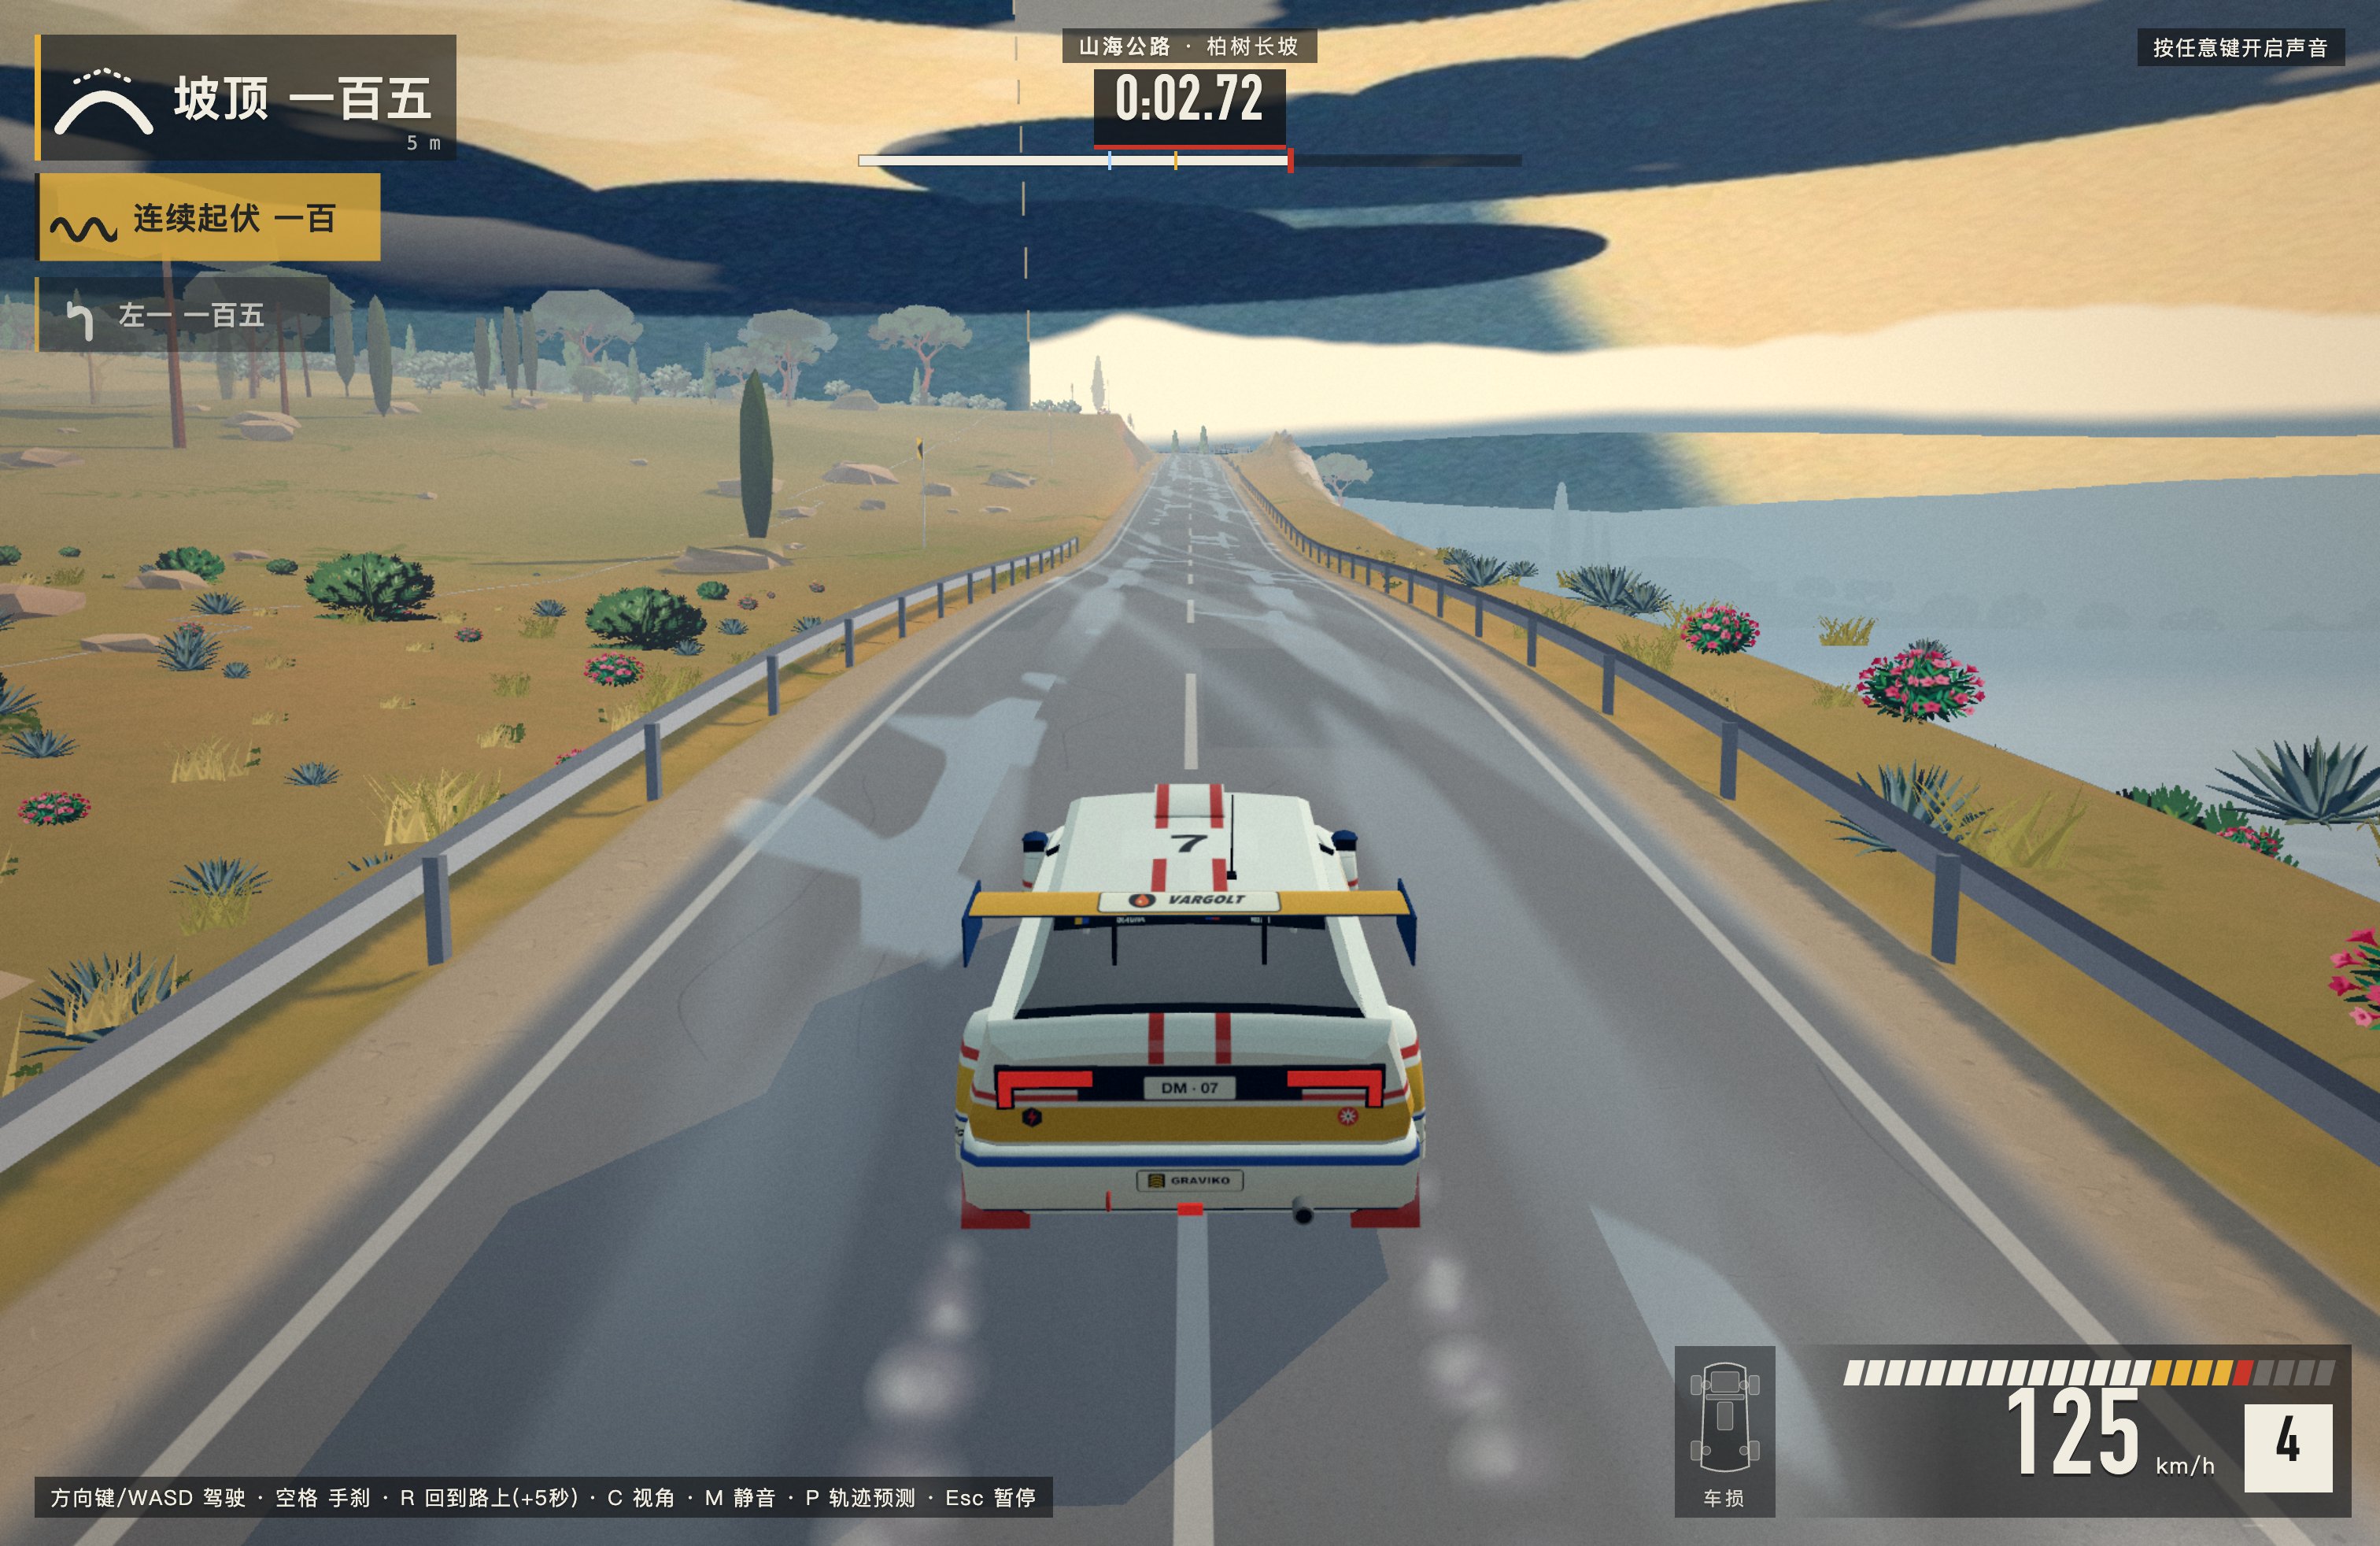 坡顶 一百五
5 m
连续起伏 一百
左一 一百五
山海公路 · 柏树长坡
0:02.72
按任意键开启声音
7
VARGOLT
DM · 07
GRAVIKO
车损
125 km/h
4
方向键/WASD 驾驶 · 空格 手刹 · R 回到路上(+5秒) · C 视角 · M 静音 · P 轨迹预测 · Esc 暂停